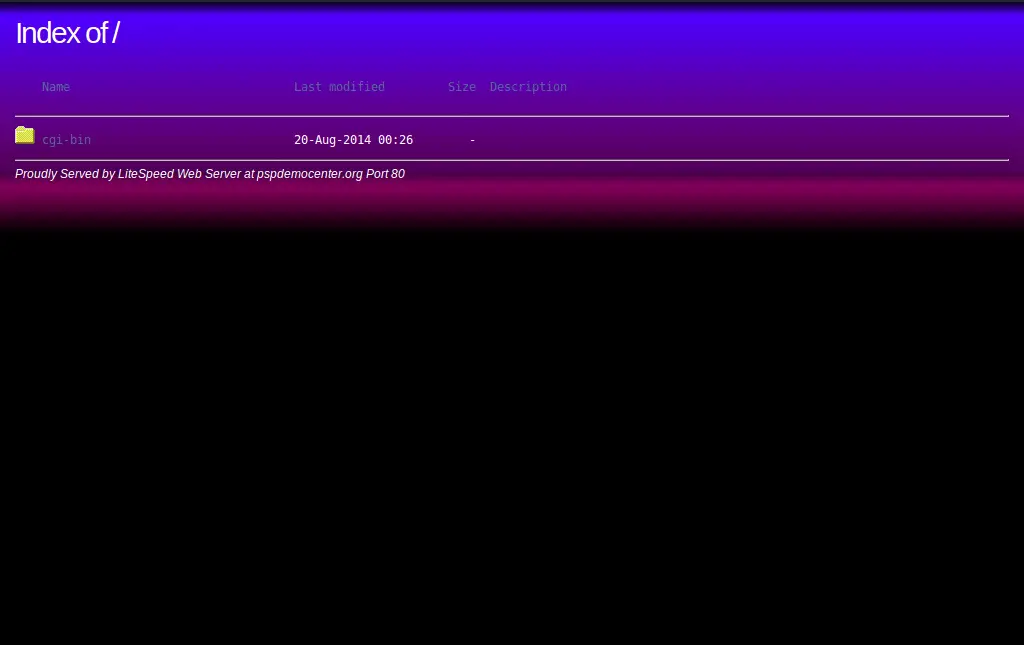 Index of /
Name Last modified Size Description
cgi-bin 20-Aug-2014 00:26 -
Proudly Served by LiteSpeed Web Server at pspdemocenter.org Port 80